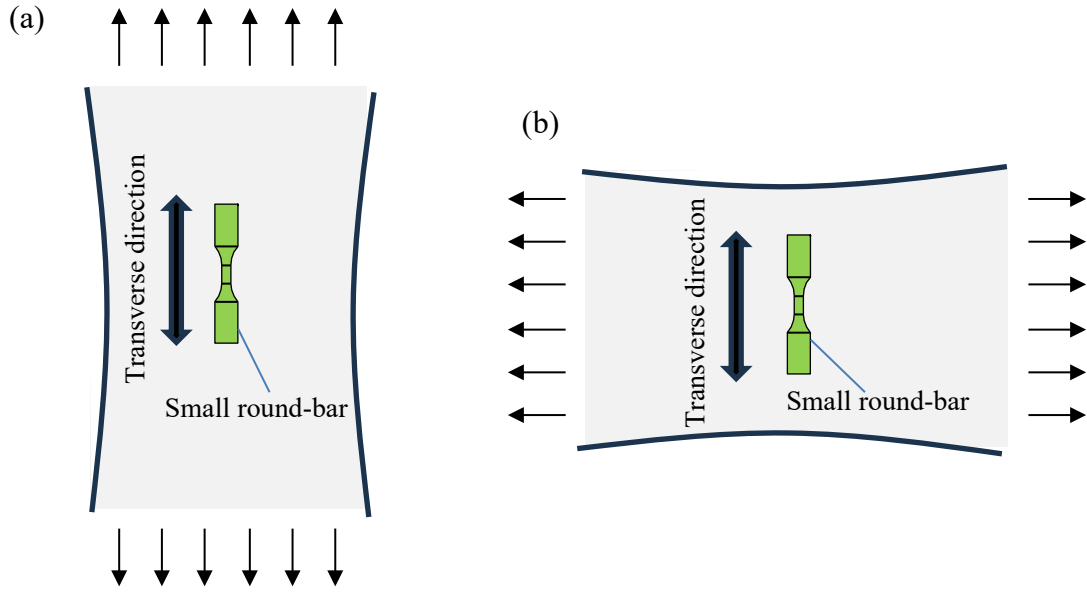 (a)
Transverse direction
Small round-bar
(b)
Transverse direction
Small round-bar